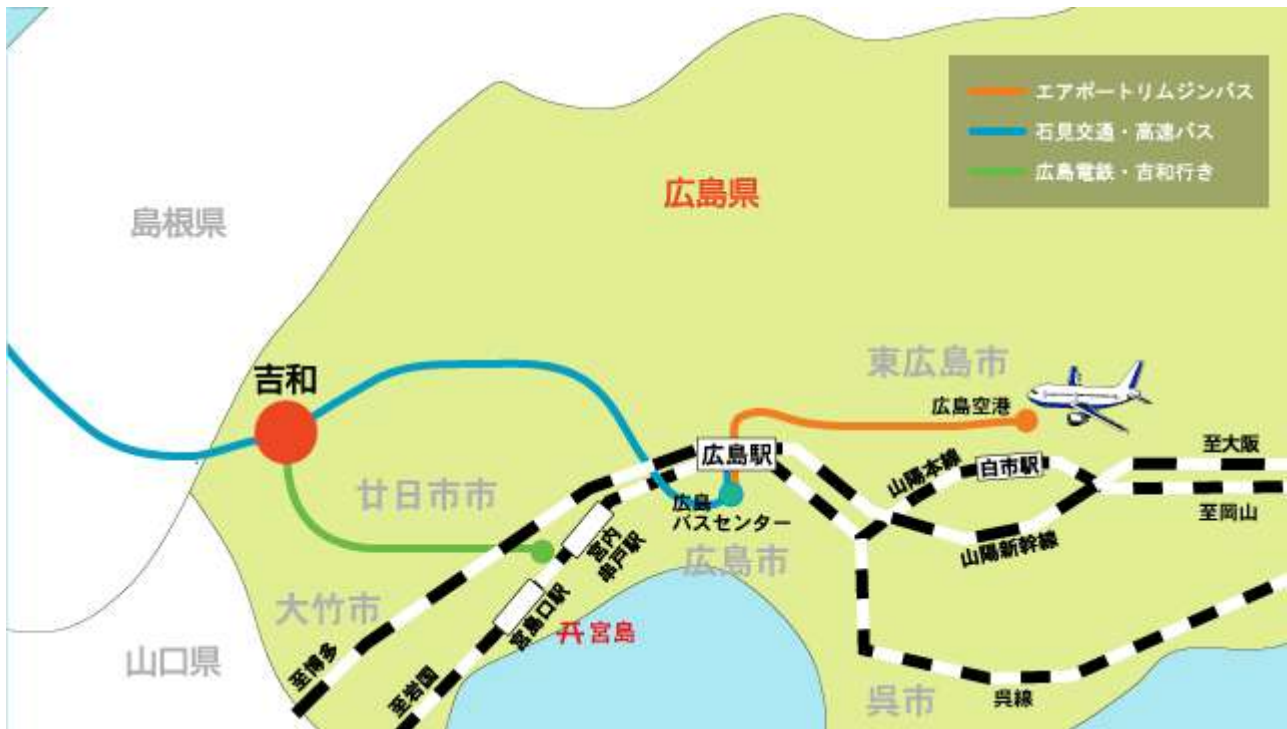 エアポートリムジンバス
石見交通・高速バス
広島電鉄・吉和行き
広島県
島根県
東広島市
吉和
広島空港
広島駅
至大阪
山陽本線
白市駅
廿日市市
広島
バスセンター
至岡山
宮内
串戸駅
広島市
山陽新幹線
大竹市
宮島口駅
宮島
山口県
至博多
至岩国
呉市
呉線